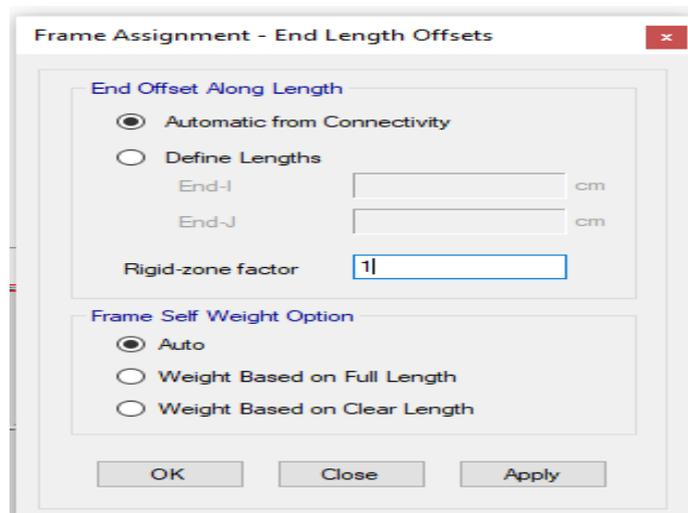 Frame Assignment - End Length Offsets
x
End Offset Along Length
Automatic from Connectivity
Define Lengths
End-I cm
End-J cm
Rigid-zone factor 1
Frame Self Weight Option
Auto
Weight Based on Full Length
Weight Based on Clear Length
OK Close Apply